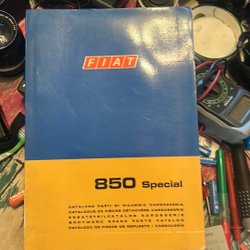 FIAT
850 Special
CATALOGO PARTI DI RICAMBIO CARROZZERIA
CATALOGUE DE PIÈCES DÉTACHÉES CARROSSERIE
ERSATZTEILKATALOG KAROSSERIE
BODYWORK SPARE PARTS CATALOG
CATÁLOGO DE PIEZAS DE REPUESTO - CARROCERÍA